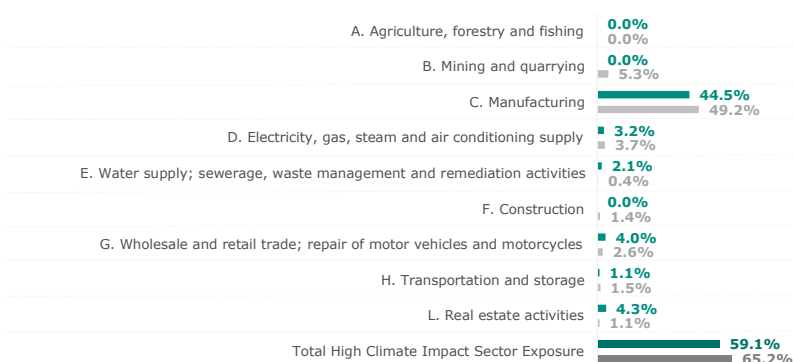 A. Agriculture, forestry and fishing 0.0%
0.0%
B. Mining and quarrying 0.0%
5.3%
C. Manufacturing 44.5%
49.2%
D. Electricity, gas, steam and air conditioning supply 3.2%
3.7%
E. Water supply; sewerage, waste management and remediation activities 2.1%
0.4%
F. Construction 0.0%
1.4%
G. Wholesale and retail trade; repair of motor vehicles and motorcycles 4.0%
2.6%
H. Transportation and storage 1.1%
1.5%
L. Real estate activities 4.3%
1.1%
Total High Climate Impact Sector Exposure 59.1%
65.2%